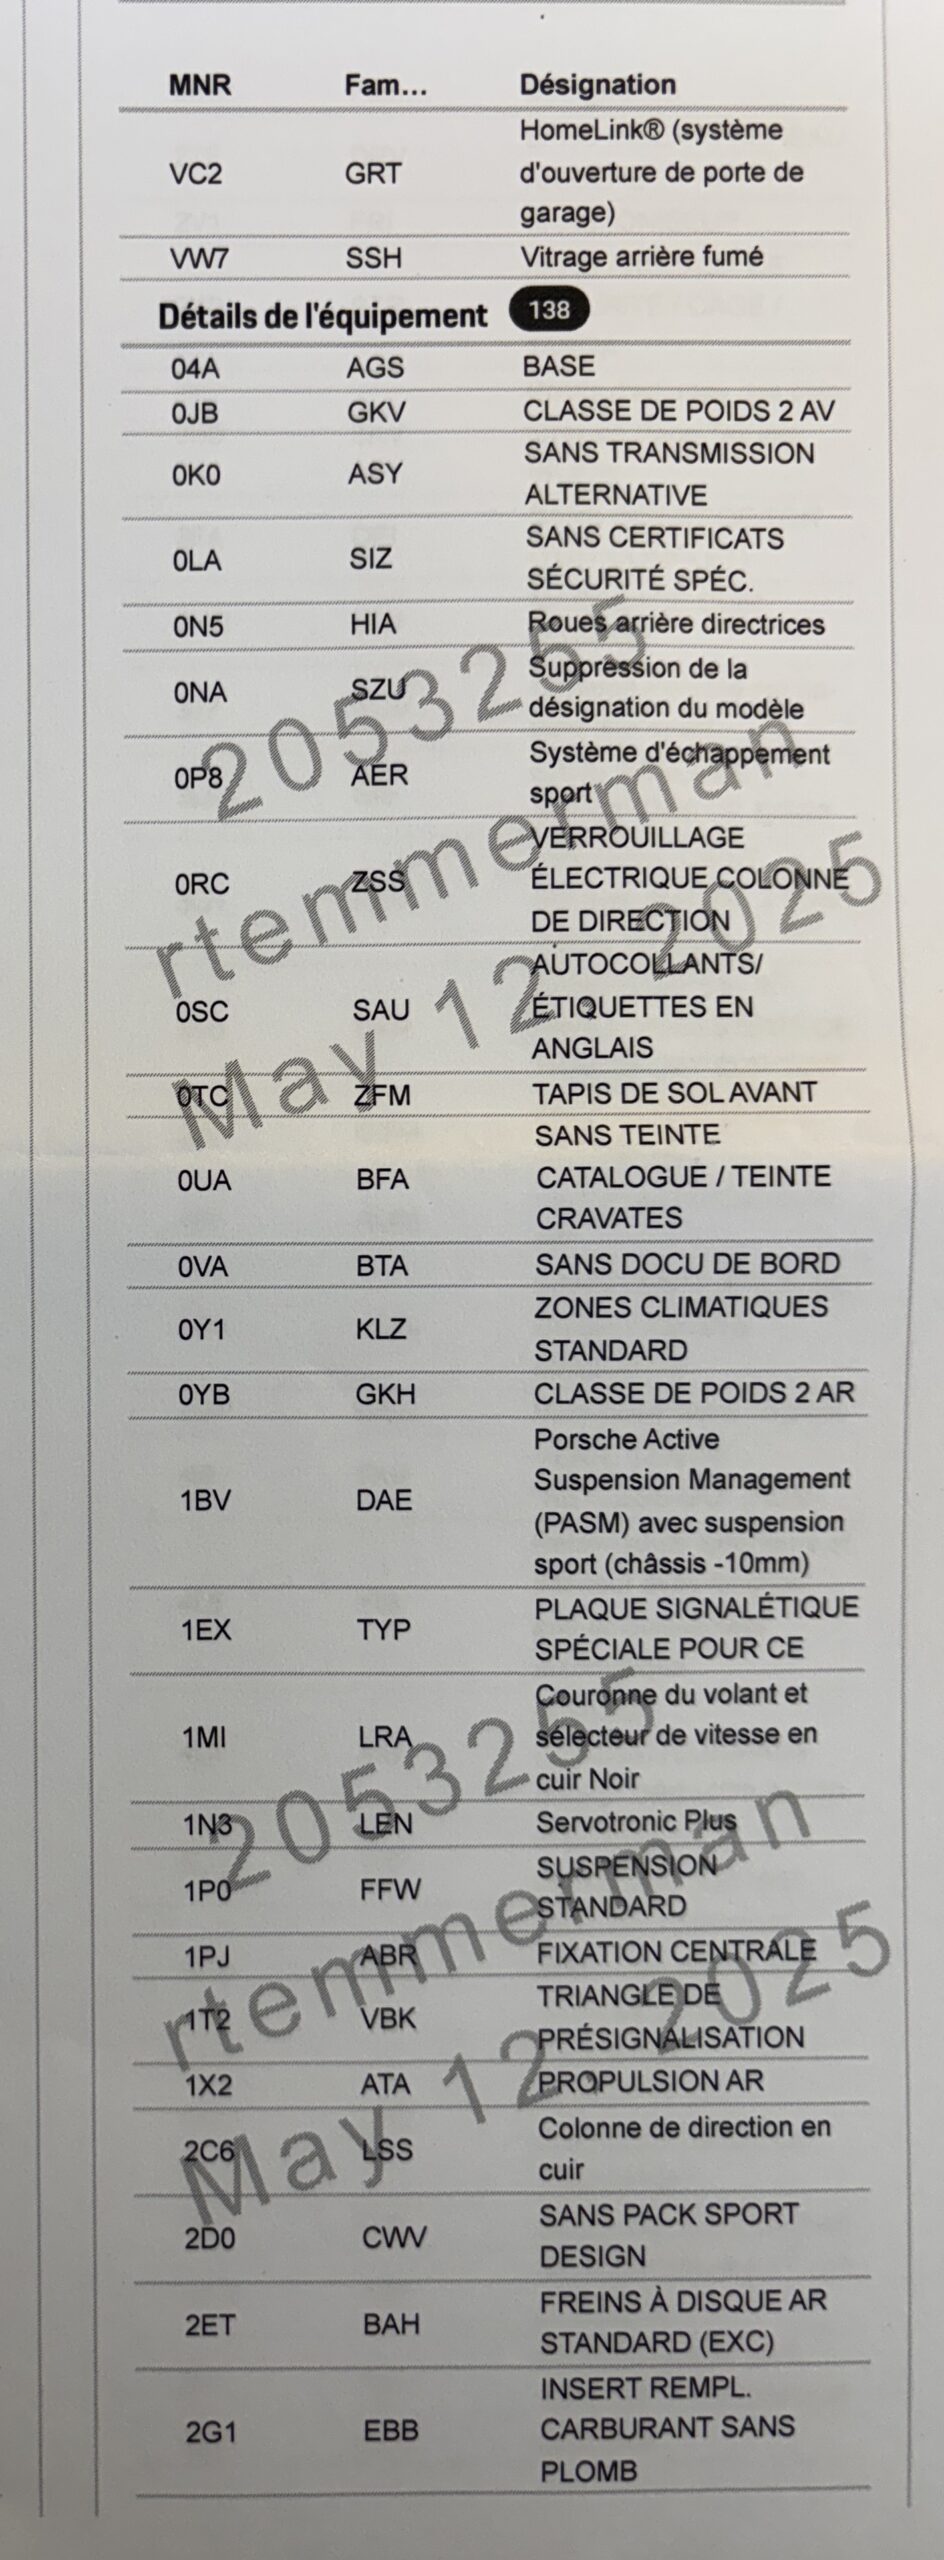 MNR Fam... Désignation
HomeLink® (système
VC2 GRT d'ouverture de porte de
garage)
VW7 SSH Vitrage arrière fumé
Détails de l'équipement 138
04A AGS BASE
0JB GKV CLASSE DE POIDS 2 AV
SANS TRANSMISSION
0K0 ASY
ALTERNATIVE
SANS CERTIFICATS
0LA SIZ
SÉCURITÉ SPÉC.
0N5 HIA Roues arrière directrices
Suppression de la
0NA SZU
désignation du modèle
Système d'échappement
0P8 AER
sport
VERROUILLAGE
0RC ZSS ÉLECTRIQUE COLONNE
DE DIRECTION
AUTOCOLLANTS/
0SC SAU ÉTIQUETTES EN
ANGLAIS
0TC ZFM TAPIS DE SOL AVANT
SANS TEINTE
0UA BFA CATALOGUE / TEINTE
CRAVATES
0VA BTA SANS DOCU DE BORD
ZONES CLIMATIQUES
0Y1 KLZ
STANDARD
0YB GKH CLASSE DE POIDS 2 AR
Porsche Active
Suspension Management
1BV DAE
(PASM) avec suspension
sport (châssis -10mm)
PLAQUE SIGNALÉTIQUE
1EX TYP
SPÉCIALE POUR CE
Couronne du volant et
1MI LRA sélecteur de vitesse en
cuir Noir
1N3 LEN Servotronic Plus
SUSPENSION
1P0 FFW
STANDARD
1PJ ABR FIXATION CENTRALE
TRIANGLE DE
1T2 VBK
PRÉSIGNALISATION
1X2 ATA PROPULSION AR
Colonne de direction en
2C6 LSS
cuir
SANS PACK SPORT
2D0 CWV
DESIGN
FREINS À DISQUE AR
2ET BAH
STANDARD (EXC)
INSERT REMPL.
2G1 EBB CARBURANT SANS
PLOMB
2053255
rtemmerman
May 12 2025
2053255
rtemmerman
May 12 2025